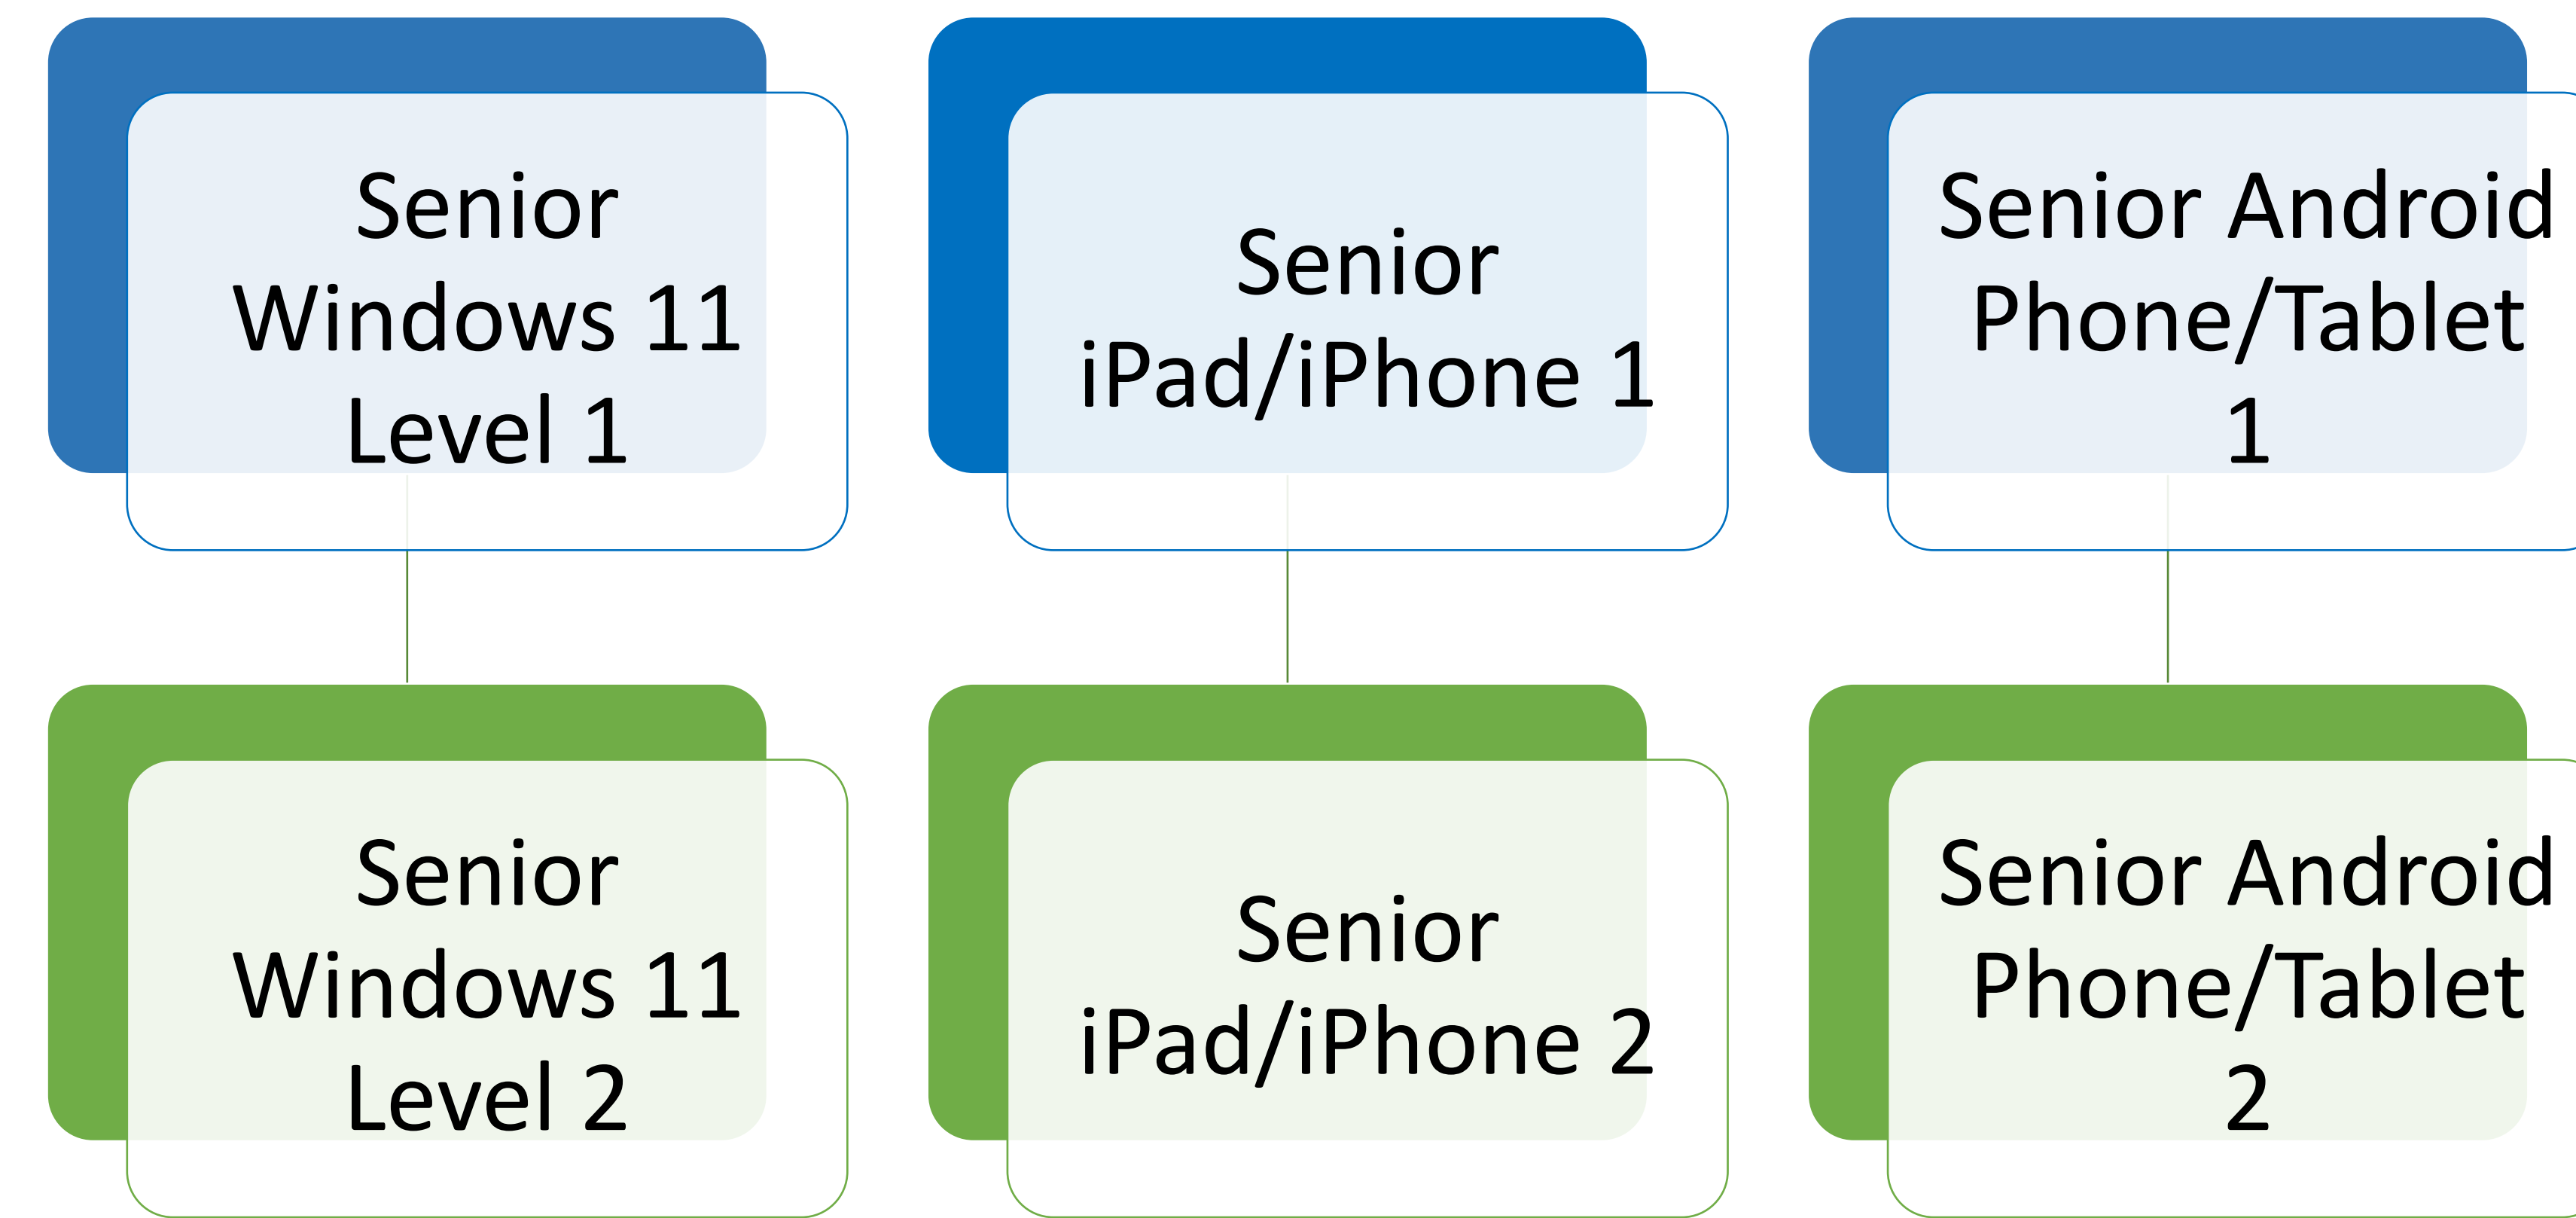 Senior
Windows 11
Level 1
Senior
iPad/iPhone 1
Senior Android
Phone/Tablet
1
Senior
Windows 11
Level 2
Senior
iPad/iPhone 2
Senior Android
Phone/Tablet
2